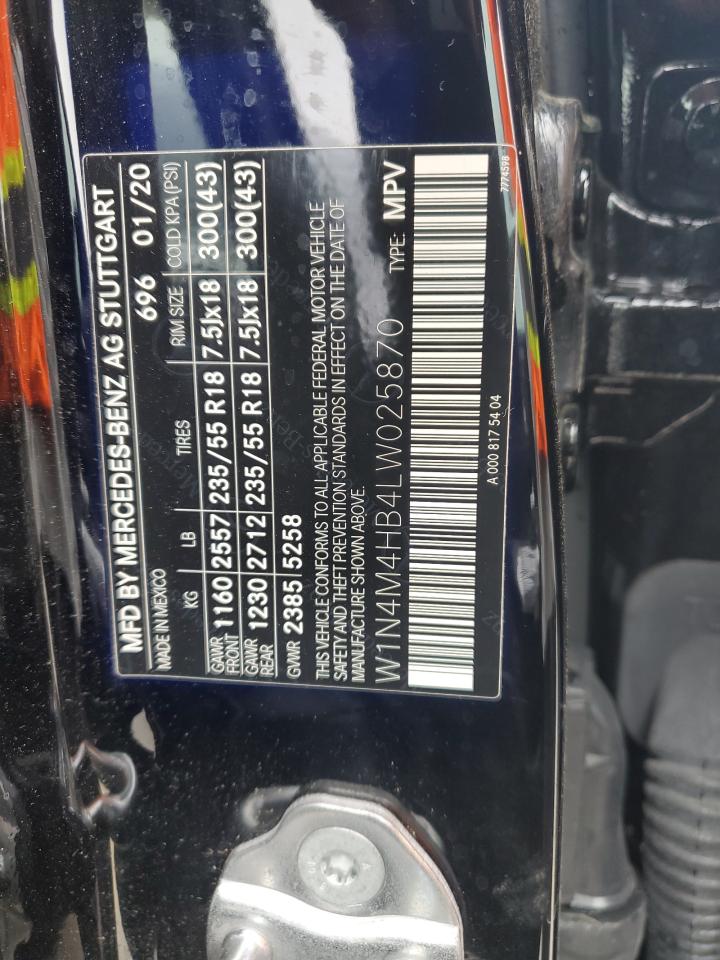 MFD BY MERCEDES-BENZ AG STUTTGART
MADE IN MEXICO 696 01/20
KG LB TIRES RIM SIZE COLD KPA (PSI)
GAWR FRONT 1160 2557 235/55 R18 7.5Jx18 300(43)
GAWR REAR 1230 2712 235/55 R18 7.5Jx18 300(43)
GVWR 2385 5258
THIS VEHICLE CONFORMS TO ALL APPLICABLE FEDERAL MOTOR VEHICLE
SAFETY AND THEFT PREVENTION STANDARDS IN EFFECT ON THE DATE OF
MANUFACTURE SHOWN ABOVE.
W1N4M4HB4LW025870 TYPE: MPV
A 000 817 54 04 7774598